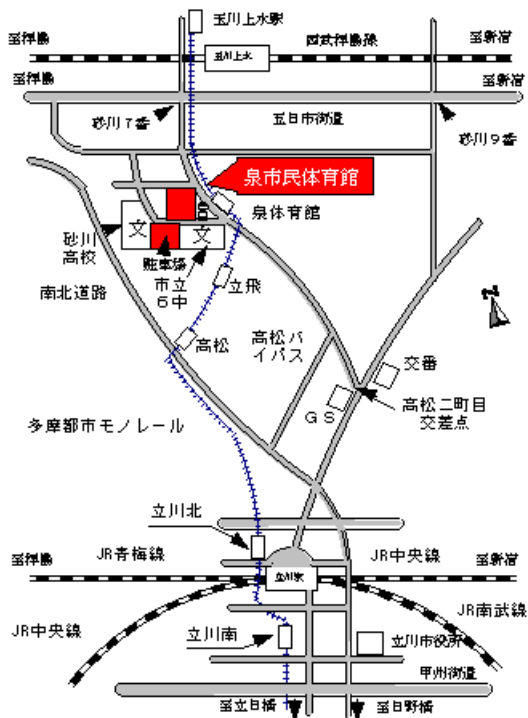 玉川上水駅
至拝島
西武拝島線
至新宿
玉川上水
至拝島
至新宿
砂川7番
五日市街道
砂川9番
泉市民体育館
泉体育館
文
文
砂川
高校
駐車場
市立
6中
立飛
南北道路
高松
高松バ
イパス
交番
GS
高松二町目
交差点
多摩都市モノレール
立川北
至拝島
JR青梅線
JR中央線
至新宿
立川駅
JR中央線
JR南武線
立川南
立川市役所
甲州街道
至立日橋
至日野橋